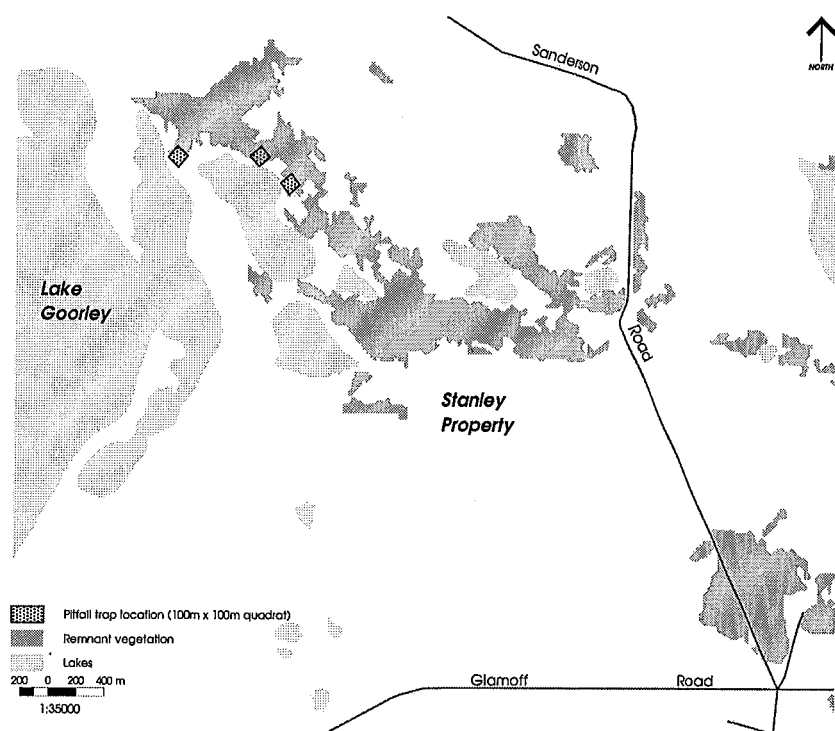 Sanderson
NORTH
Lake
Goorley
Road
Stanley
Property
Pitfall trap location (100m x 100m quadrat)
Remnant vegetation
Lakes
200 0 200 400 m
1:35000
Glamoff Road